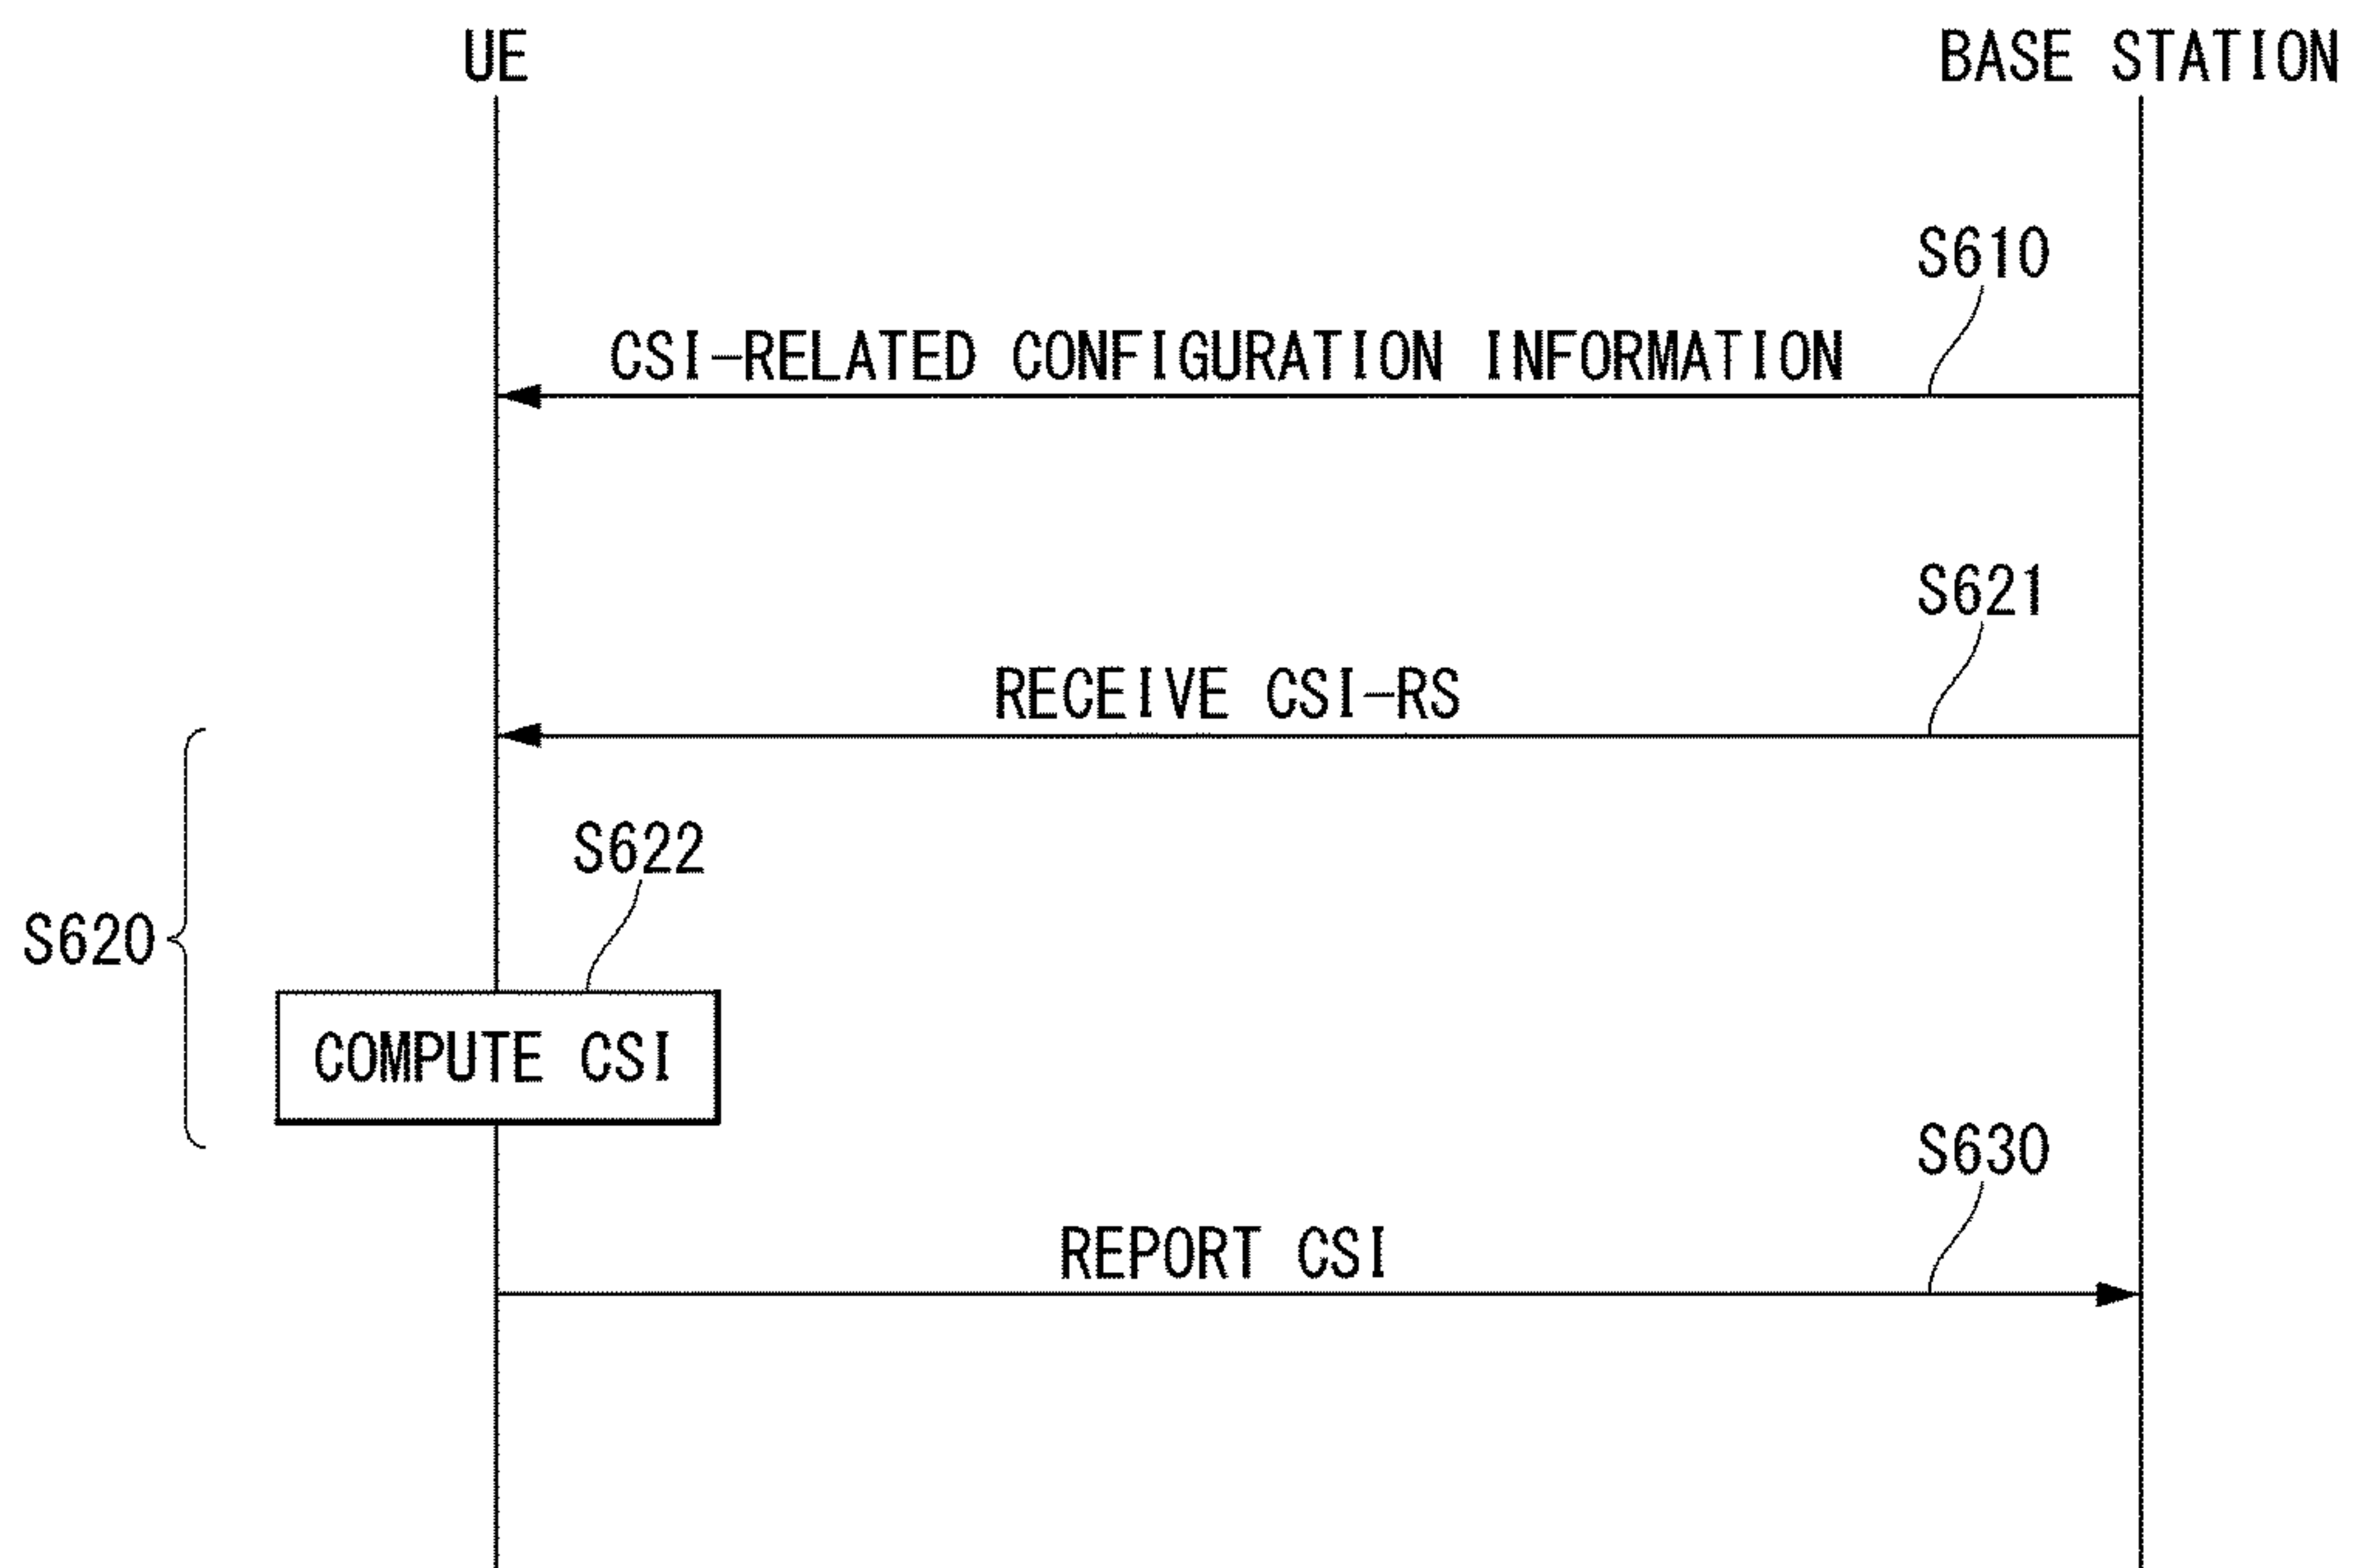 UE
BASE STATION
S610
CSI-RELATED CONFIGURATION INFORMATION
S621
RECEIVE CSI-RS
S622
S620
COMPUTE CSI
S630
REPORT CSI